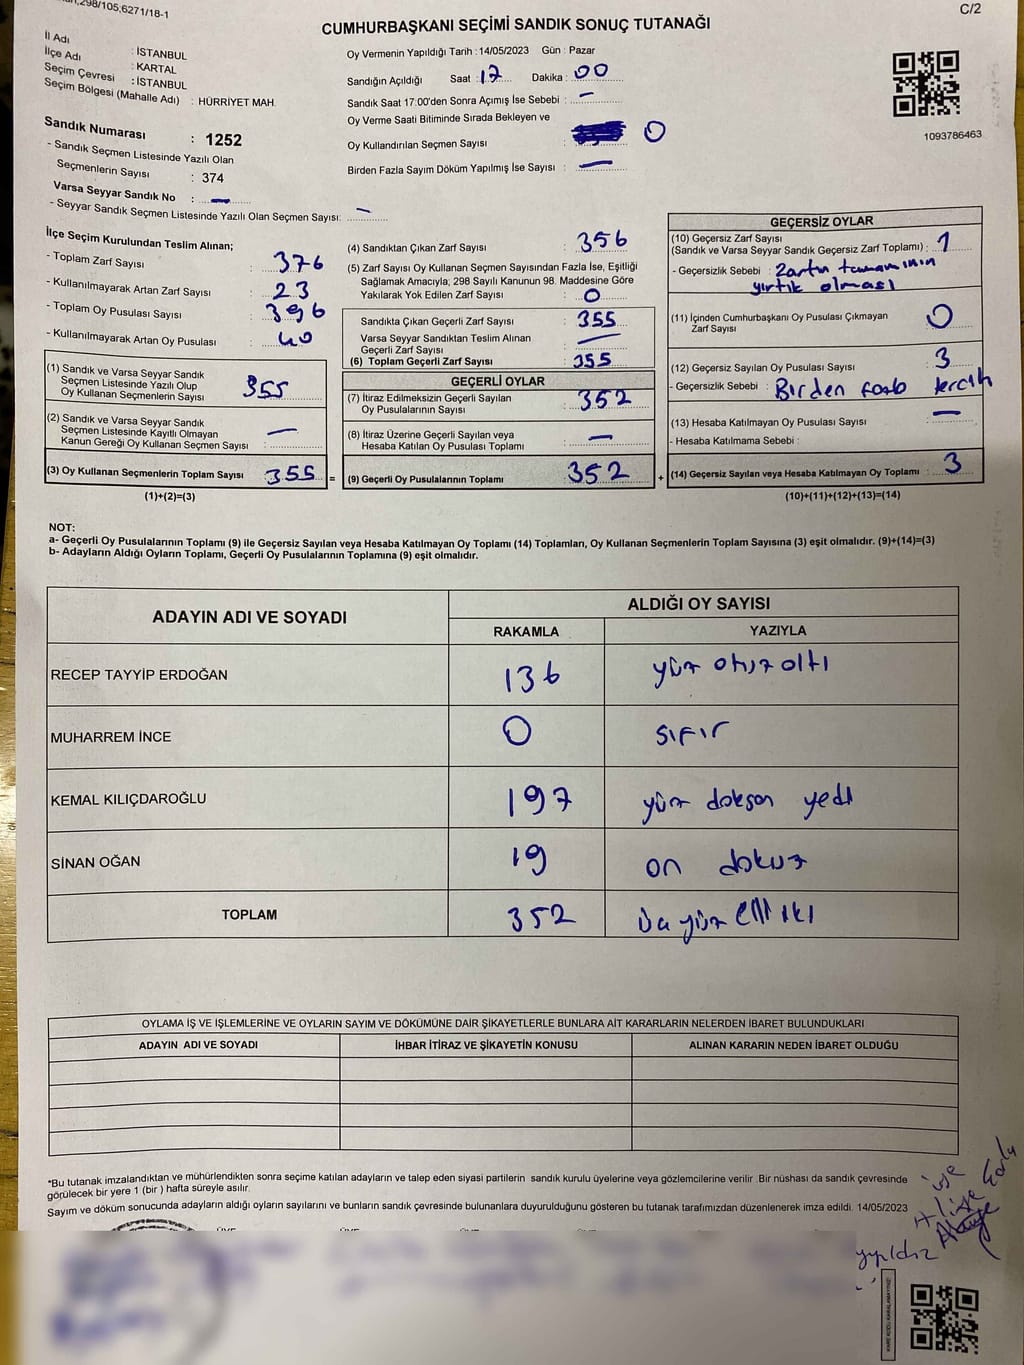 298/105,6271/18-1
C/2
CUMHURBAŞKANI SEÇİMİ SANDIK SONUÇ TUTANAĞI
İl Adı : İSTANBUL
İlçe Adı : KARTAL
Seçim Çevresi : İSTANBUL
Seçim Bölgesi (Mahalle Adı) : HÜRRİYET MAH.
Sandık Numarası : 1252
- Sandık Seçmen Listesinde Yazılı Olan
Seçmenlerin Sayısı : 374
Varsa Seyyar Sandık No : —
- Seyyar Sandık Seçmen Listesinde Yazılı Olan Seçmen Sayısı: —
Oy Vermenin Yapıldığı Tarih : 14/05/2023 Gün : Pazar
Sandığın Açıldığı Saat : 17 Dakika : 00
Sandık Saat 17:00'den Sonra Açımış İse Sebebi : —
Oy Verme Saati Bitiminde Sırada Bekleyen ve
Oy Kullandırılan Seçmen Sayısı : 0
Birden Fazla Sayım Döküm Yapılmış İse Sayısı : —
1093786463
İlçe Seçim Kurulundan Teslim Alınan;
- Toplam Zarf Sayısı : 376
- Kullanılmayarak Artan Zarf Sayısı : 23
- Toplam Oy Pusulası Sayısı : 396
- Kullanılmayarak Artan Oy Pusulası : 40
(1) Sandık ve Varsa Seyyar Sandık
Seçmen Listesinde Yazılı Olup
Oy Kullanan Seçmenlerin Sayısı 355
(2) Sandık ve Varsa Seyyar Sandık
Seçmen Listesinde Kayıtlı Olmayan
Kanun Gereği Oy Kullanan Seçmen Sayısı : —
(3) Oy Kullanan Seçmenlerin Toplam Sayısı : 355 =
(1)+(2)=(3)
(4) Sandıktan Çıkan Zarf Sayısı : 356
(5) Zarf Sayısı Oy Kullanan Seçmen Sayısından Fazla İse, Eşitliği
Sağlamak Amacıyla; 298 Sayılı Kanunun 98. Maddesine Göre
Yakılarak Yok Edilen Zarf Sayısı : 0
Sandıkta Çıkan Geçerli Zarf Sayısı : 355
Varsa Seyyar Sandıktan Teslim Alınan
Geçerli Zarf Sayısı : —
(6) Toplam Geçerli Zarf Sayısı : 355
GEÇERLİ OYLAR
(7) İtiraz Edilmeksizin Geçerli Sayılan
Oy Pusulalarının Sayısı : 352
(8) İtiraz Üzerine Geçerli Sayılan veya
Hesaba Katılan Oy Pusulası Toplamı : —
(9) Geçerli Oy Pusulalarının Toplamı : 352 +
GEÇERSİZ OYLAR
(10) Geçersiz Zarf Sayısı
(Sandık ve Varsa Seyyar Sandık Geçersiz Zarf Toplamı) : 1
- Geçersizlik Sebebi : Zarfın tamamının
yırtık olması
(11) İçinden Cumhurbaşkanı Oy Pusulası Çıkmayan
Zarf Sayısı : 0
(12) Geçersiz Sayılan Oy Pusulası Sayısı : 3
- Geçersizlik Sebebi : Birden fazla tercih
(13) Hesaba Katılmayan Oy Pusulası Sayısı : —
- Hesaba Katılmama Sebebi :
(14) Geçersiz Sayılan veya Hesaba Katılmayan Oy Toplamı : 3
(10)+(11)+(12)+(13)=(14)
NOT:
a- Geçerli Oy Pusulalarının Toplamı (9) ile Geçersiz Sayılan veya Hesaba Katılmayan Oy Toplamı (14) Toplamları, Oy Kullanan Seçmenlerin Toplam Sayısına (3) eşit olmalıdır. (9)+(14)=(3)
b- Adayların Aldığı Oyların Toplamı, Geçerli Oy Pusulalarının Toplamına (9) eşit olmalıdır.
ADAYIN ADI VE SOYADI ALDIĞI OY SAYISI
RAKAMLA YAZIYLA
RECEP TAYYİP ERDOĞAN 136 yüz otuz altı
MUHARREM İNCE 0 sıfır
KEMAL KILIÇDAROĞLU 197 yüz doksan yedi
SİNAN OĞAN 19 on dokuz
TOPLAM 352 Üç yüz elli iki
OYLAMA İŞ VE İŞLEMLERİNE VE OYLARIN SAYIM VE DÖKÜMÜNE DAİR ŞİKAYETLERLE BUNLARA AİT KARARLARIN NELERDEN İBARET BULUNDUKLARI
ADAYIN ADI VE SOYADI İHBAR İTİRAZ VE ŞİKAYETİN KONUSU ALINAN KARARIN NEDEN İBARET OLDUĞU
*Bu tutanak imzalandıktan ve mühürlendikten sonra seçime katılan adayların ve talep eden siyasi partilerin sandık kurulu üyelerine veya gözlemcilerine verilir. Bir nüshası da sandık çevresinde
görülecek bir yere 1 (bir ) hafta süreyle asılır.
Sayım ve döküm sonucunda adayların aldığı oyların sayılarını ve bunların sandık çevresinde bulunanlara duyurulduğunu gösteren bu tutanak tarafımızdan düzenlenerek imza edildi. 14/05/2023